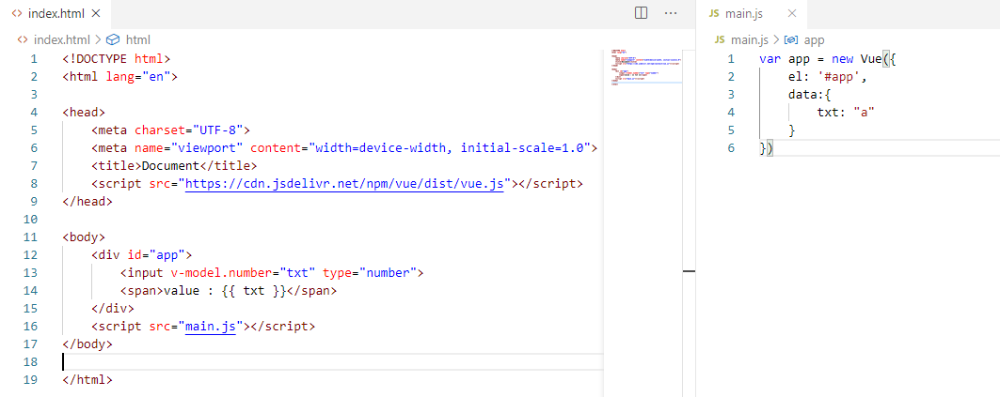 index.html
index.html > html
1 <!DOCTYPE html>
2 <html lang="en">
3
4 <head>
5     <meta charset="UTF-8">
6     <meta name="viewport" content="width=device-width, initial-scale=1.0">
7     <title>Document</title>
8     <script src="https://cdn.jsdelivr.net/npm/vue/dist/vue.js"></script>
9 </head>
10
11 <body>
12     <div id="app">
13         <input v-model.number="txt" type="number">
14         <span>value : {{ txt }}</span>
15     </div>
16     <script src="main.js"></script>
17 </body>
18
19 </html>
JS main.js
JS main.js > app
1 var app = new Vue({
2     el: '#app',
3     data:{
4         txt: "a"
5     }
6 })